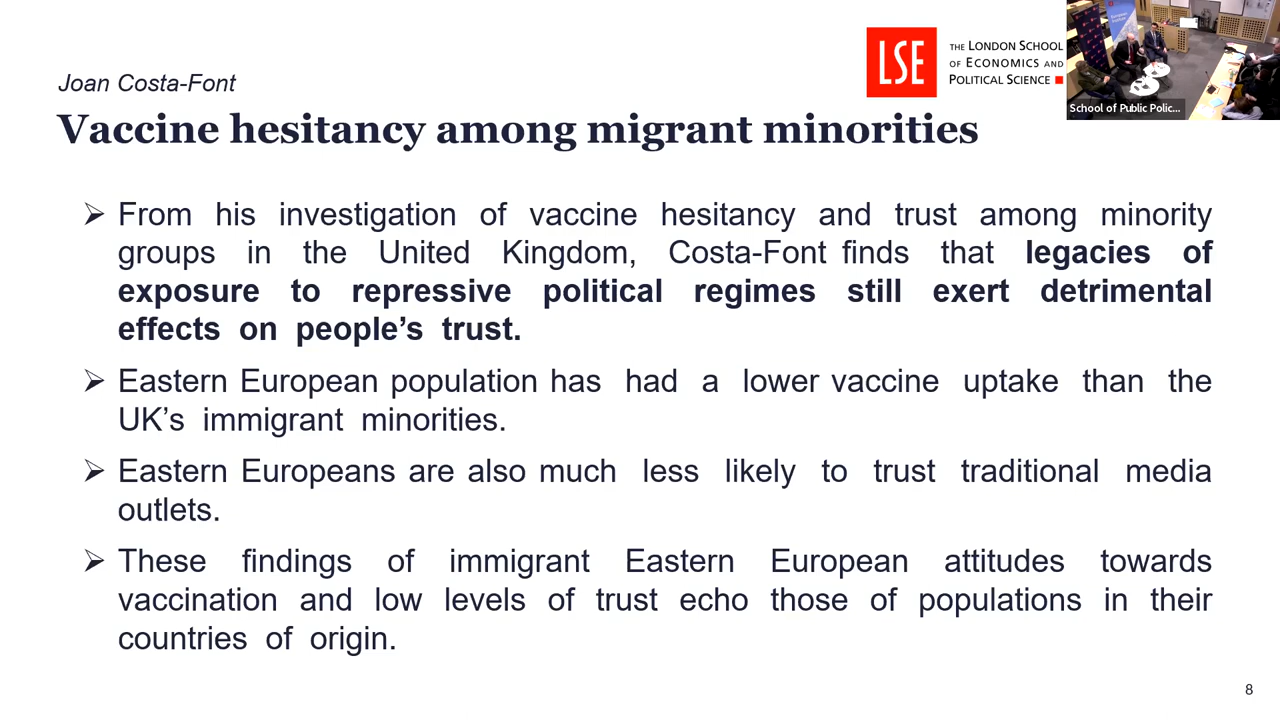 LSE
THE LONDON SCHOOL
OF ECONOMICS AND
POLITICAL SCIENCE
School of Public Polic...
Joan Costa-Font
Vaccine hesitancy among migrant minorities
From his investigation of vaccine hesitancy and trust among minority
groups in the United Kingdom, Costa-Font finds that legacies of
exposure to repressive political regimes still exert detrimental
effects on people’s trust.
Eastern European population has had a lower vaccine uptake than the
UK’s immigrant minorities.
Eastern Europeans are also much less likely to trust traditional media
outlets.
These findings of immigrant Eastern European attitudes towards
vaccination and low levels of trust echo those of populations in their
countries of origin.
8